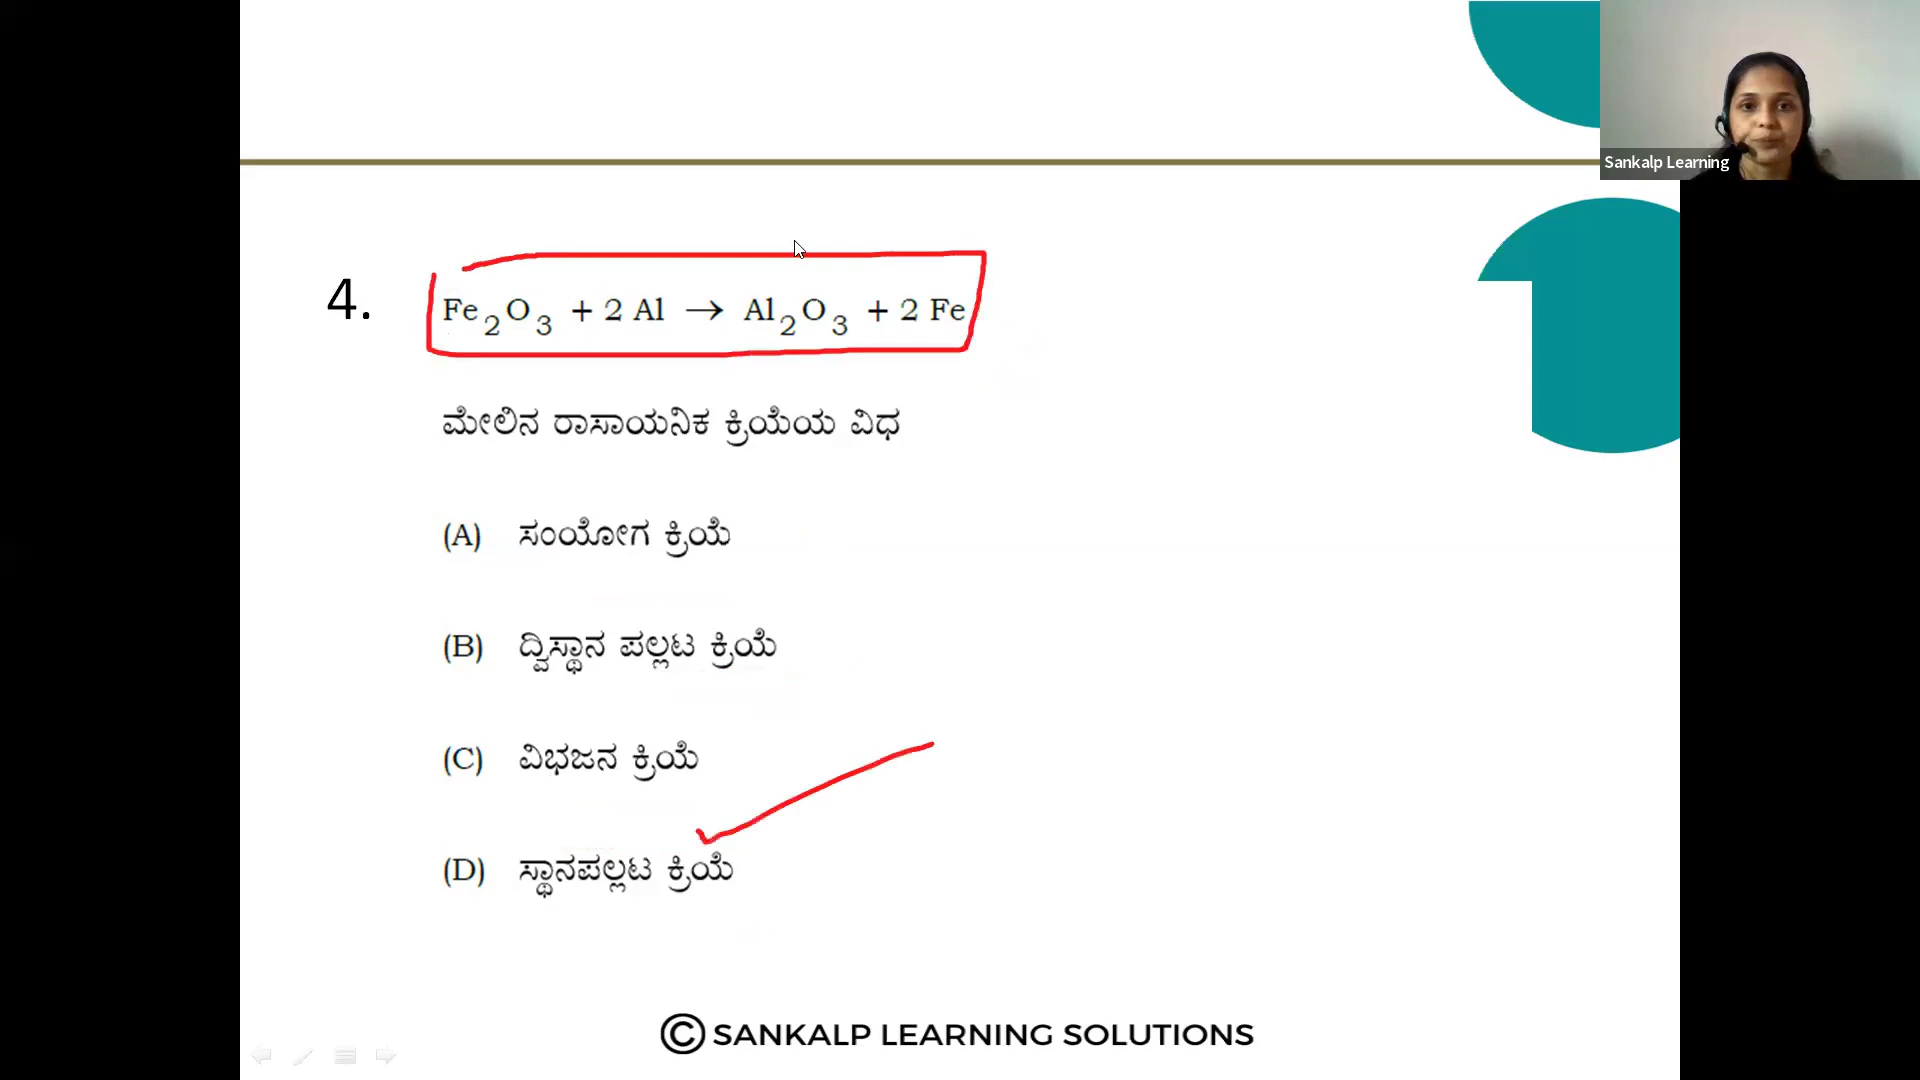 Sankalp Learning
4. Fe2O3 + 2 Al → Al2O3 + 2 Fe
ಮೇಲಿನ ರಾಸಾಯನಿಕ ಕ್ರಿಯೆಯ ವಿಧ
(A) ಸಂಯೋಗ ಕ್ರಿಯೆ
(B) ದ್ವಿಸ್ಥಾನ ಪಲ್ಲಟ ಕ್ರಿಯೆ
(C) ವಿಭಜನ ಕ್ರಿಯೆ
(D) ಸ್ಥಾನಪಲ್ಲಟ ಕ್ರಿಯೆ
© SANKALP LEARNING SOLUTIONS